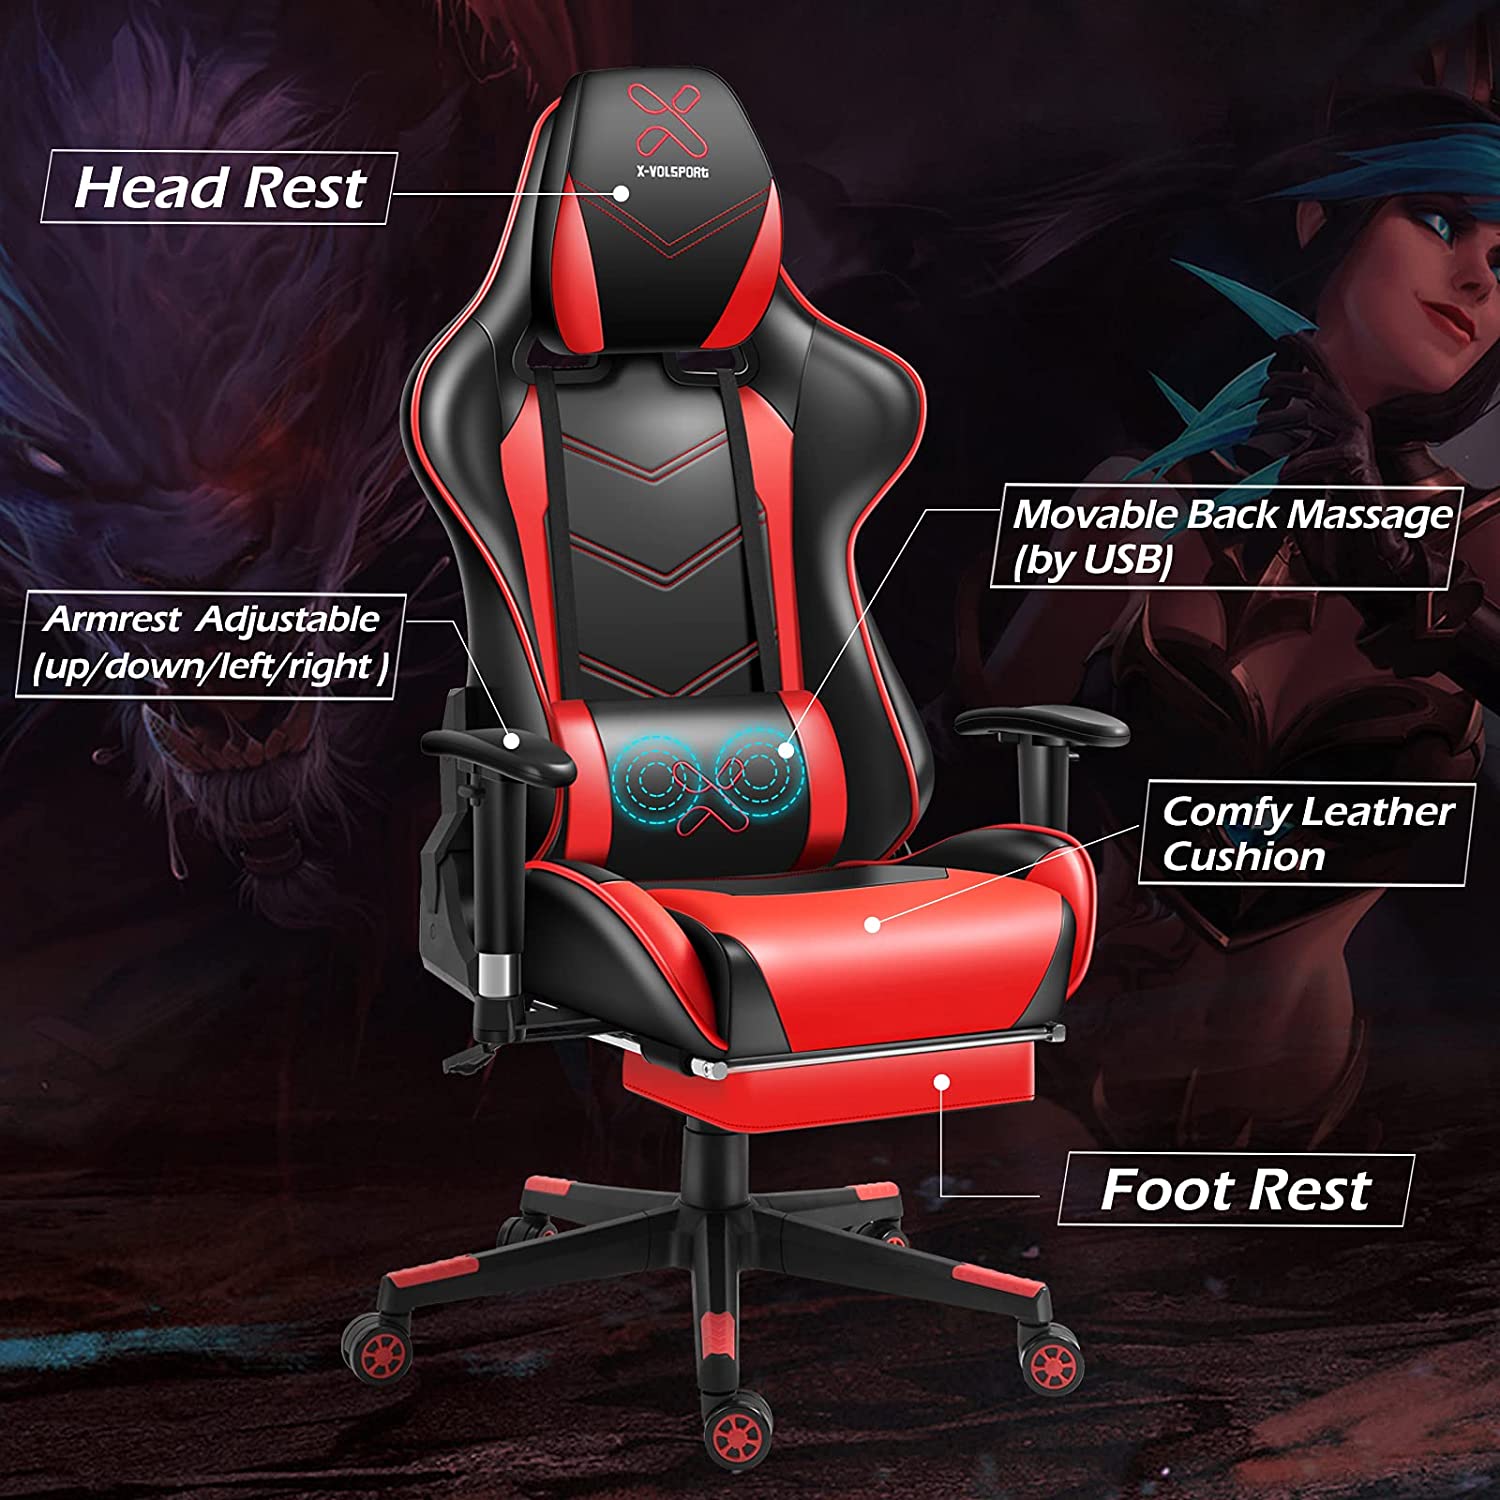 X-VOLSPORT
Head Rest
Movable Back Massage
(by USB)
Armrest Adjustable
(up/down/left/right )
Comfy Leather
Cushion
Foot Rest